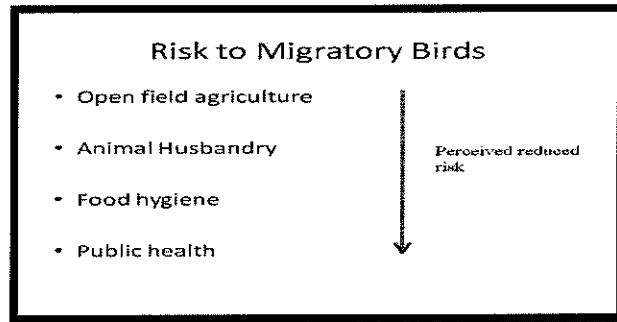 Risk to Migratory Birds
• Open field agriculture
• Animal Husbandry
• Food hygiene
• Public health
Perceived reduced
risk